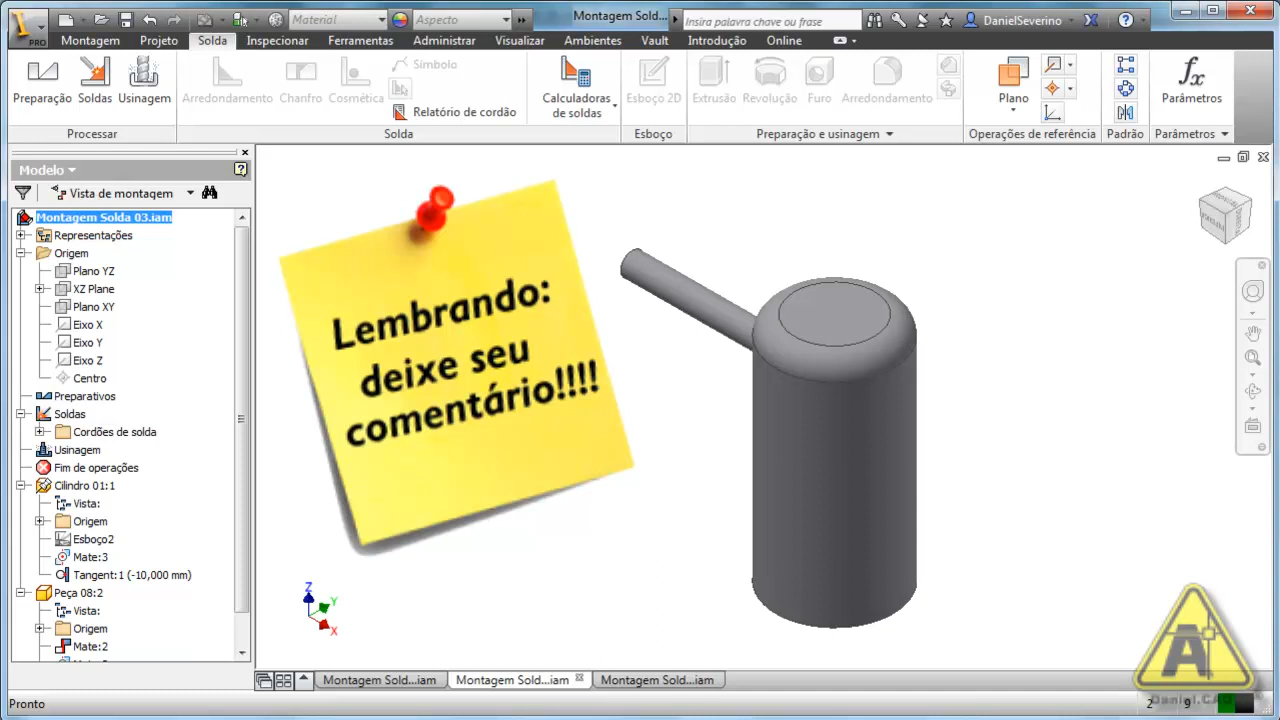 PRO
Material
Aspecto
Montagem Sold...
Insira palavra chave ou frase
DanielSeverino
Montagem
Projeto
Solda
Inspecionar
Ferramentas
Administrar
Visualizar
Ambientes
Vault
Introdução
Online
Preparação
Soldas
Usinagem
Arredondamento
Chanfro
Cosmética
Símbolo
Relatório de cordão
Calculadoras
de soldas
Esboço 2D
Extrusão
Revolução
Furo
Arredondamento
Plano
fx
Parâmetros
Processar
Solda
Esboço
Preparação e usinagem
Operações de referência
Padrão
Parâmetros
Modelo
Vista de montagem
Montagem Solda 03.iam
Representações
Origem
Plano YZ
XZ Plane
Plano XY
Eixo X
Eixo Y
Eixo Z
Centro
Preparativos
Soldas
Cordões de solda
Usinagem
Fim de operações
Cilindro 01:1
Vista:
Origem
Esboço2
Mate:3
Tangent:1 (-10,000 mm)
Peça 08:2
Vista:
Origem
Mate:2
Lembrando:
deixe seu
comentário!!!!
Z
Y
X
Montagem Sold...iam
Montagem Sold...iam
Montagem Sold...iam
A
Daniel.CAD
Pronto
2
9